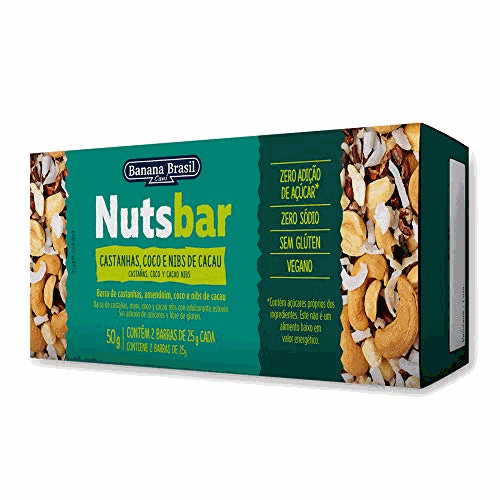 Banana Brasil
Nutsbar
CASTANHAS, COCO E NIBS DE CACAU
CASTAÑAS, COCO Y CACAO NIBS
Barra de castanhas, amendoim, coco e nibs de cacau
Barra de castañas, maní, coco y cacao nibs con edulcorante estevia
Sin adición de azúcares y libre de gluten.
50g | CONTÉM 2 BARRAS DE 25g CADA
CONTIENE 2 BARRAS DE 25g
ZERO ADIÇÃO
DE AÇÚCAR*
ZERO SÓDIO
SEM GLÚTEN
VEGANO
*Contém açúcares próprios dos
ingredientes. Este não é um
alimento baixo em
valor energético.